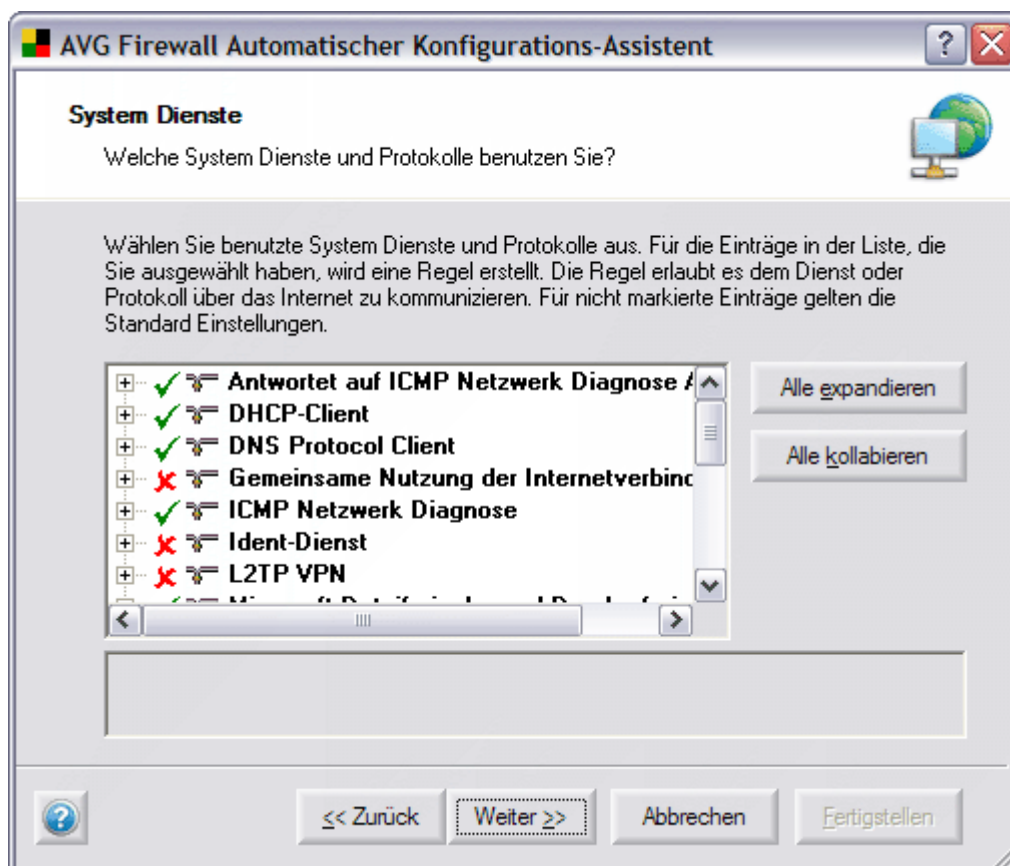 AVG Firewall Automatischer Konfigurations-Assistent
System Dienste
Welche System Dienste und Protokolle benutzen Sie?
Wählen Sie benutzte System Dienste und Protokolle aus. Für die Einträge in der Liste, die
Sie ausgewählt haben, wird eine Regel erstellt. Die Regel erlaubt es dem Dienst oder
Protokoll über das Internet zu kommunizieren. Für nicht markierte Einträge gelten die
Standard Einstellungen.
Antwortet auf ICMP Netzwerk Diagnose
DHCP-Client
DNS Protocol Client
Gemeinsame Nutzung der
ICMP Netzwerk Diagnose
Ident-Dienst
L2TP VPN
Alle expandieren
Alle kollabieren
<< Zurück
Weiter >>
Abbrechen
Fertigstellen